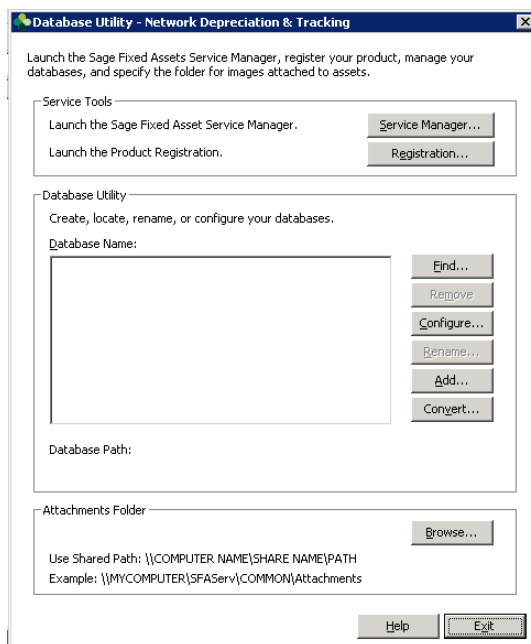 Database Utility - Network Depreciation & Tracking
Launch the Sage Fixed Assets Service Manager, register your product, manage your
databases, and specify the folder for images attached to assets.
Service Tools
Launch the Sage Fixed Asset Service Manager.
Service Manager...
Launch the Product Registration.
Registration...
Database Utility
Create, locate, rename, or configure your databases.
Database Name:
Find...
Remove
Configure...
Rename...
Add...
Convert...
Database Path:
Attachments Folder
Browse...
Use Shared Path: \\COMPUTER NAME\SHARE NAME\PATH
Example: \\MYCOMPUTER\SFAServ\COMMON\Attachments
Help
Exit